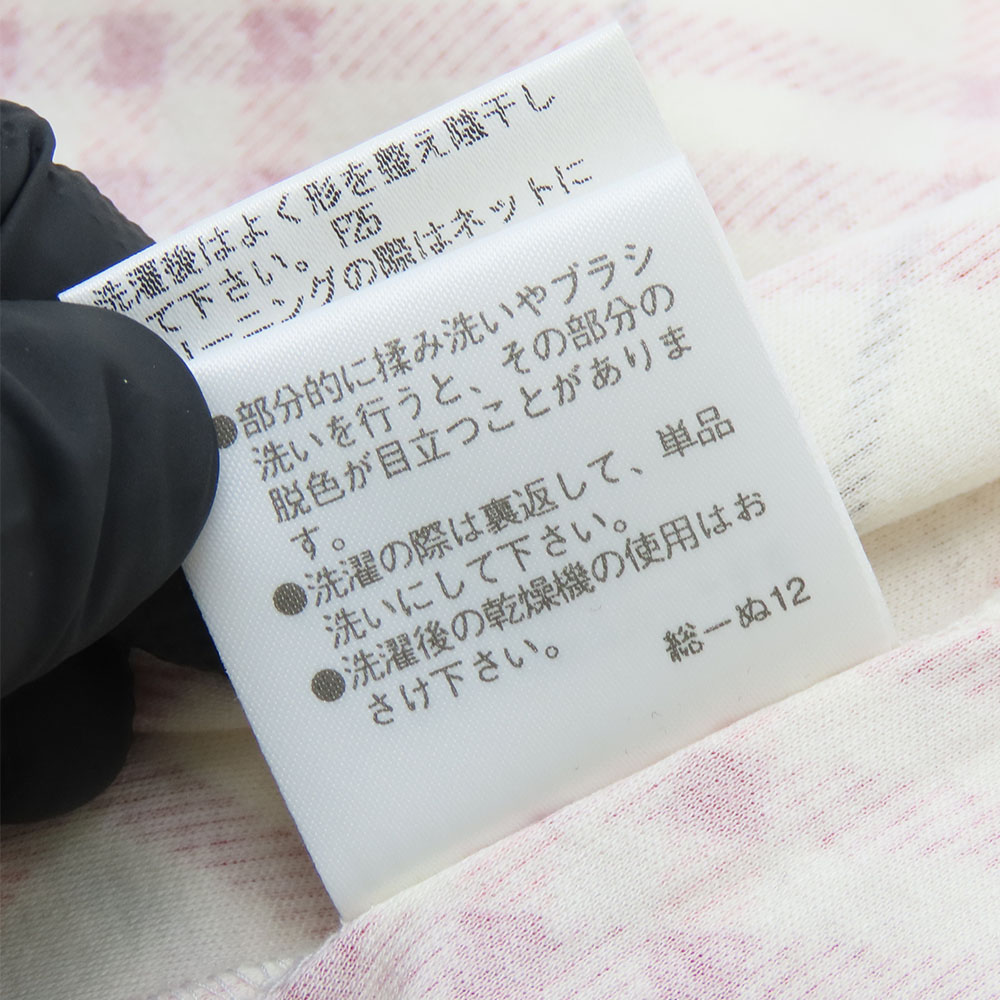 洗濯後はよく形を整え陰干し
て下さい。 F25
ーニングの際はネットに
●部分的に揉み洗いやブラシ
洗いを行うと、その部分の
脱色が目立つことがありま
す。
●洗濯の際は裏返して、単品
洗いにして下さい。
●洗濯後の乾燥機の使用はお
さけ下さい。
総一ぬ12